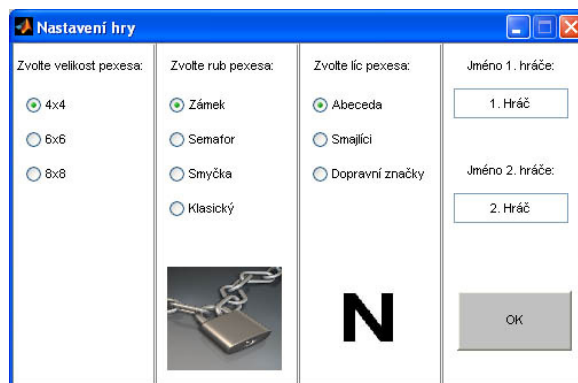 Nastavení hry
Zvolte velikost pexesa:
4x4
6x6
8x8
Zvolte rub pexesa:
Zámek
Semafor
Smyčka
Klasický
Zvolte líc pexesa:
Abeceda
Smajlíci
Dopravní značky
N
Jméno 1. hráče:
1. Hráč
Jméno 2. hráče:
2. Hráč
OK